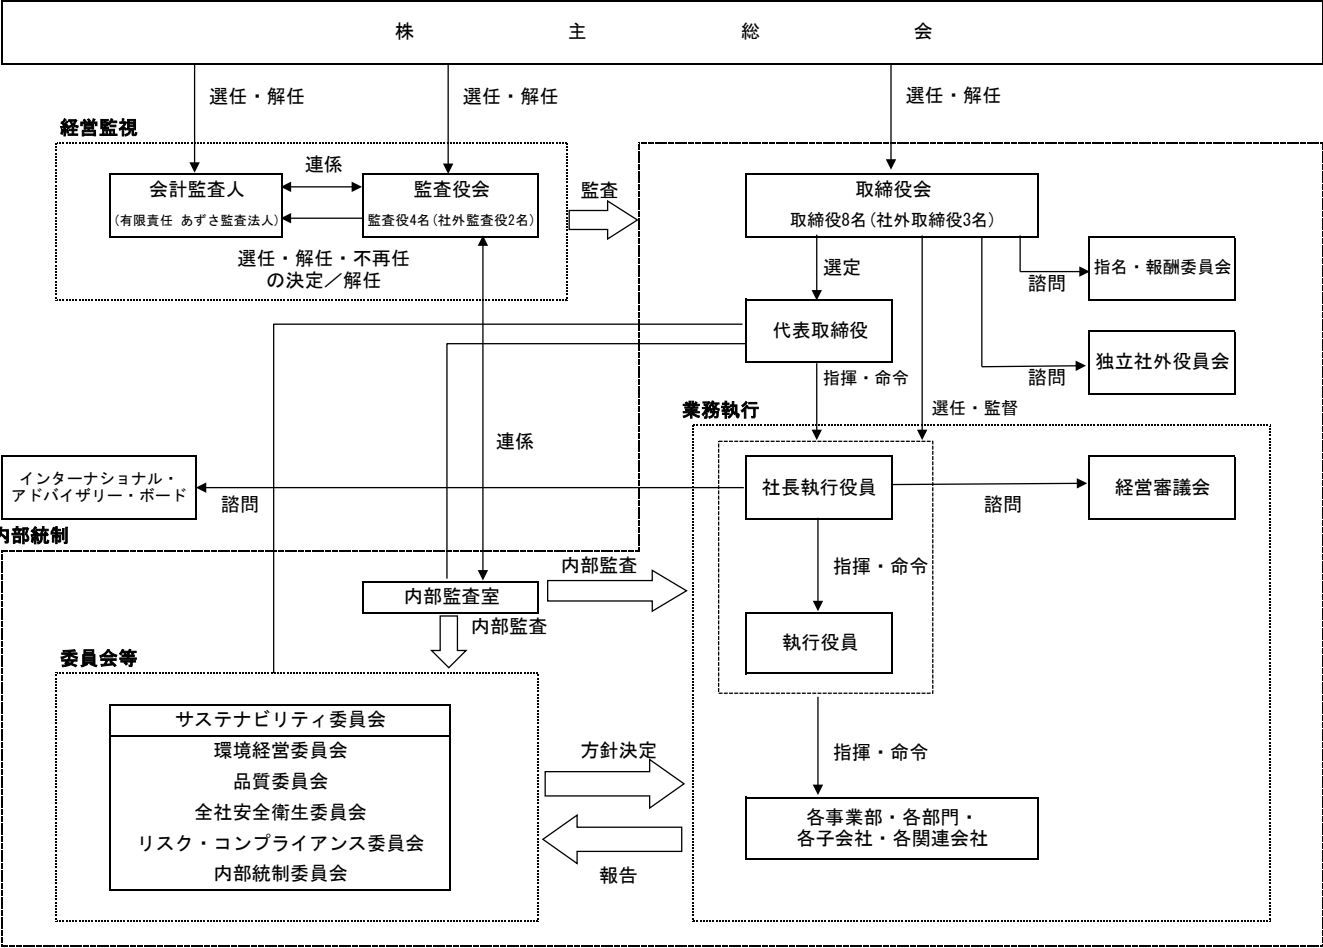 株主総会
選任・解任
選任・解任
選任・解任
経営監視
会計監査人
(有限責任 あずさ監査法人)
連係
監査役会
監査役4名(社外監査役2名)
監査
選任・解任・不再任
の決定／解任
取締役会
取締役8名(社外取締役3名)
選定
諮問
指名・報酬委員会
代表取締役
諮問
独立社外役員会
指揮・命令
選任・監督
業務執行
連係
インターナショナル・
アドバイザリー・ボード
諮問
社長執行役員
諮問
経営審議会
内部統制
指揮・命令
内部監査
内部監査室
内部監査
執行役員
委員会等
サステナビリティ委員会
環境経営委員会
品質委員会
全社安全衛生委員会
リスク・コンプライアンス委員会
内部統制委員会
方針決定
報告
指揮・命令
各事業部・各部門・
各子会社・各関連会社